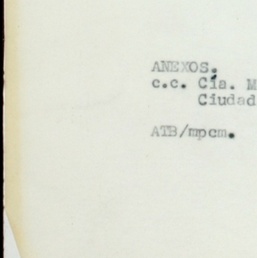 ANEXOS.
c.c. Cía. M
Ciudad
ATB/mpcm.